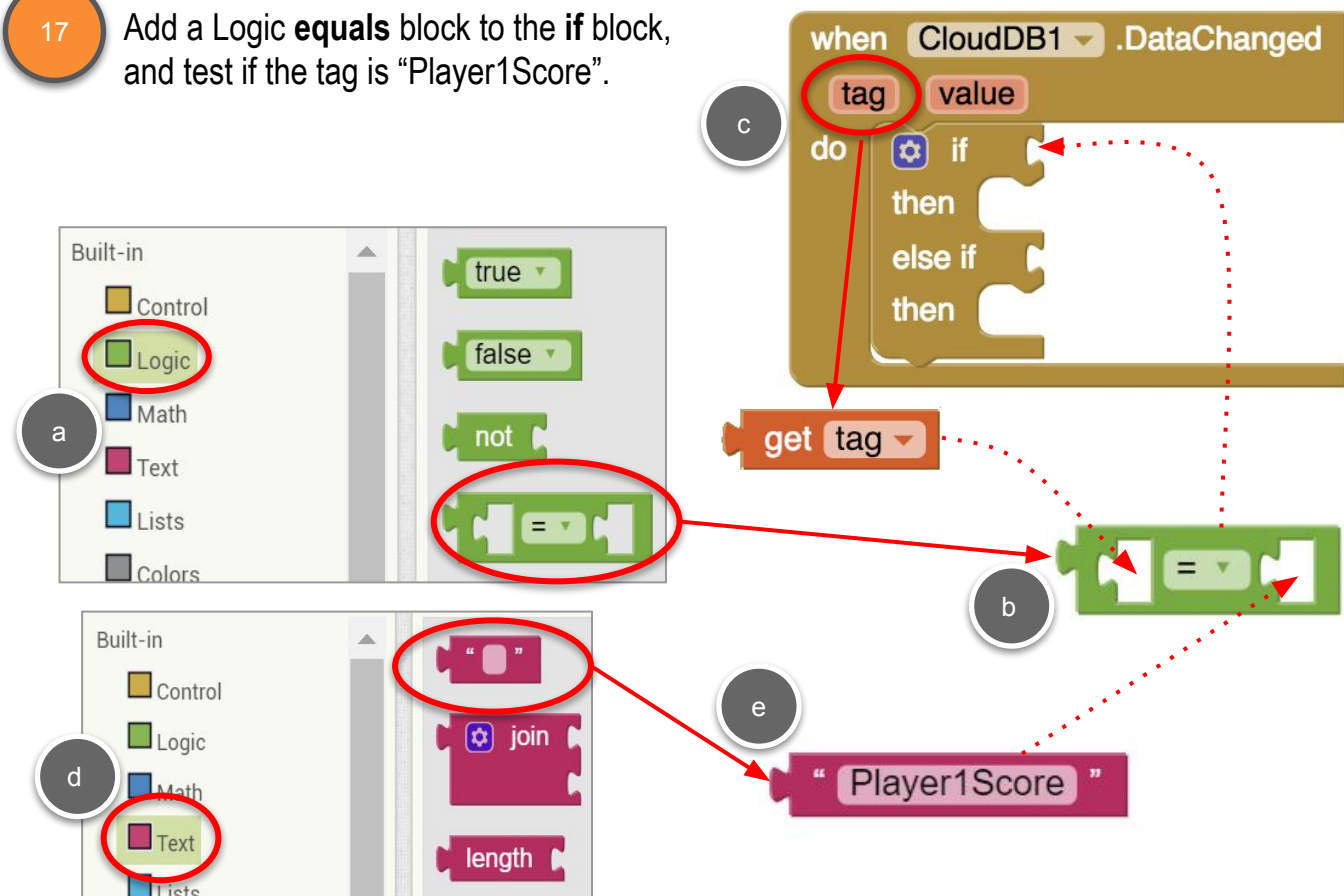 17
Add a Logic equals block to the if block,
and test if the tag is “Player1Score”.
when CloudDB1 .DataChanged
tag value
c
do if
then
else if
then
Built-in
Control
Logic
a
Math
Text
Lists
Colors
true
false
not
=
get tag
=
b
Built-in
Control
Logic
d
Math
Text
Lists
“ ”
join
length
e
“ Player1Score ”